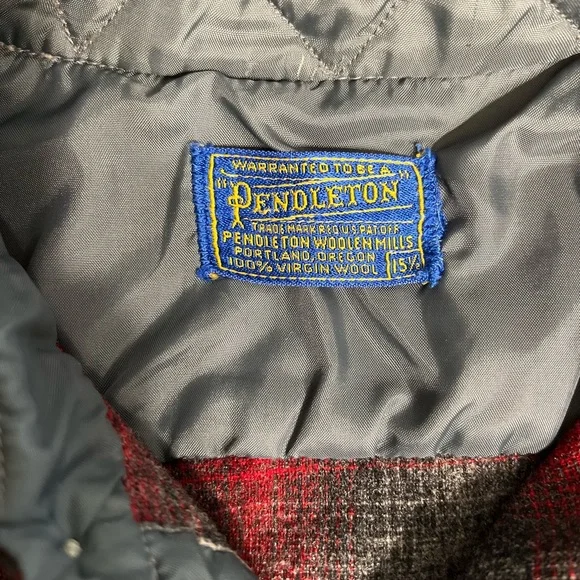 WARRANTED TO BE A
"PENDLETON"
TRADE MARK REG. U.S. PAT. OFF.
PENDLETON WOOLEN MILLS
PORTLAND, OREGON
100% VIRGIN WOOL 15½